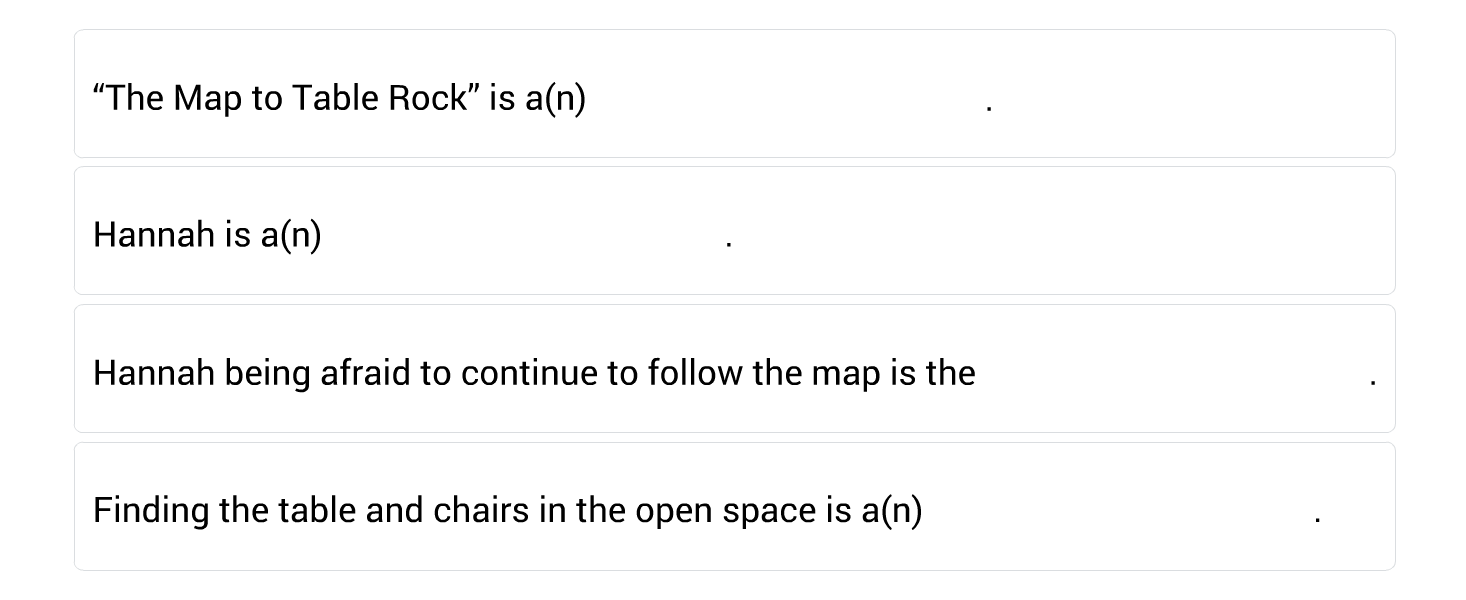 “The Map to Table Rock” is a(n) .
Hannah is a(n) .
Hannah being afraid to continue to follow the map is the .
Finding the table and chairs in the open space is a(n) .